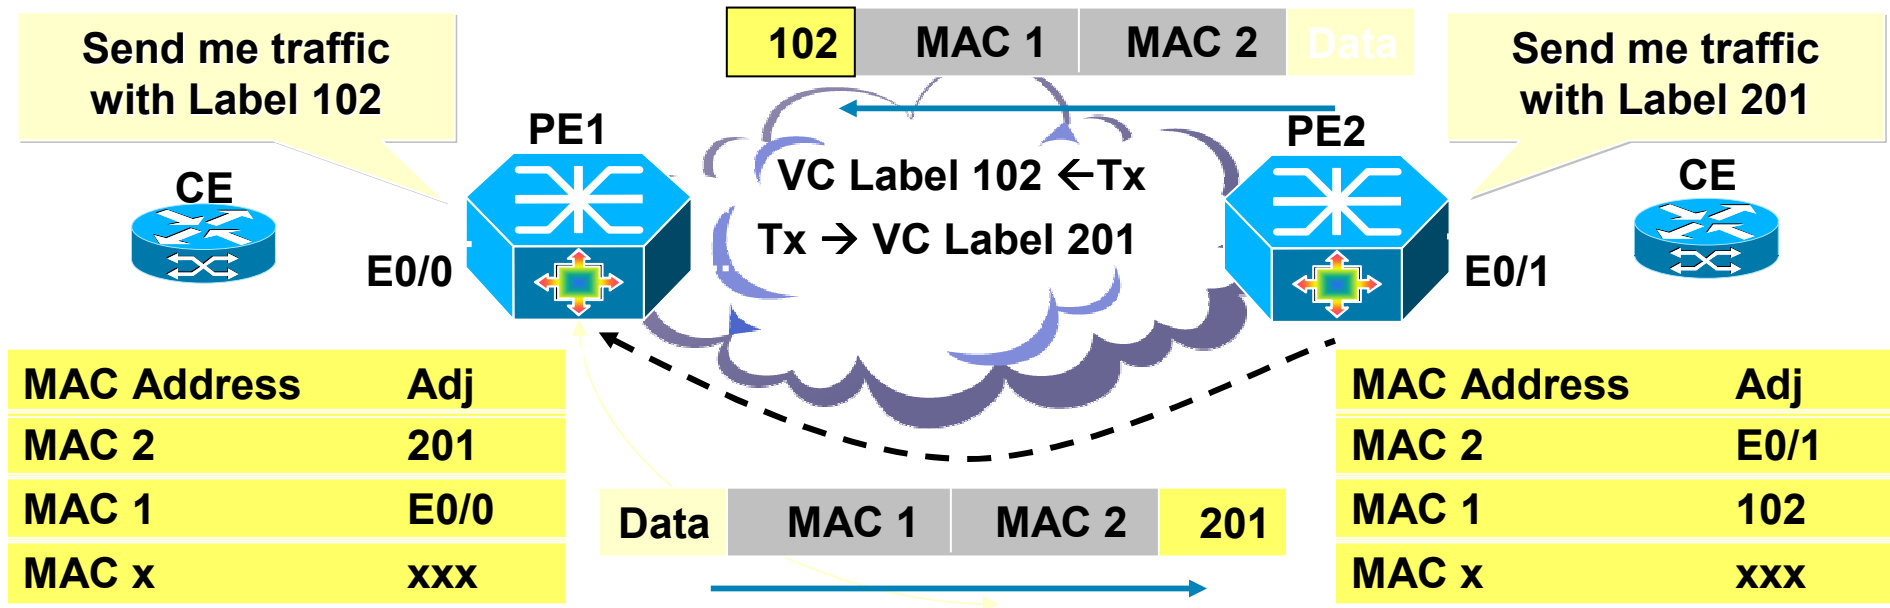 102 MAC 1 MAC 2 Data
Send me traffic
with Label 102
Send me traffic
with Label 201
PE1
PE2
CE
CE
VC Label 102 ←Tx
Tx → VC Label 201
E0/0
E0/1
MAC Address Adj
MAC 2 201
MAC 1 E0/0
MAC x xxx
Data MAC 1 MAC 2 201
MAC Address Adj
MAC 2 E0/1
MAC 1 102
MAC x xxx